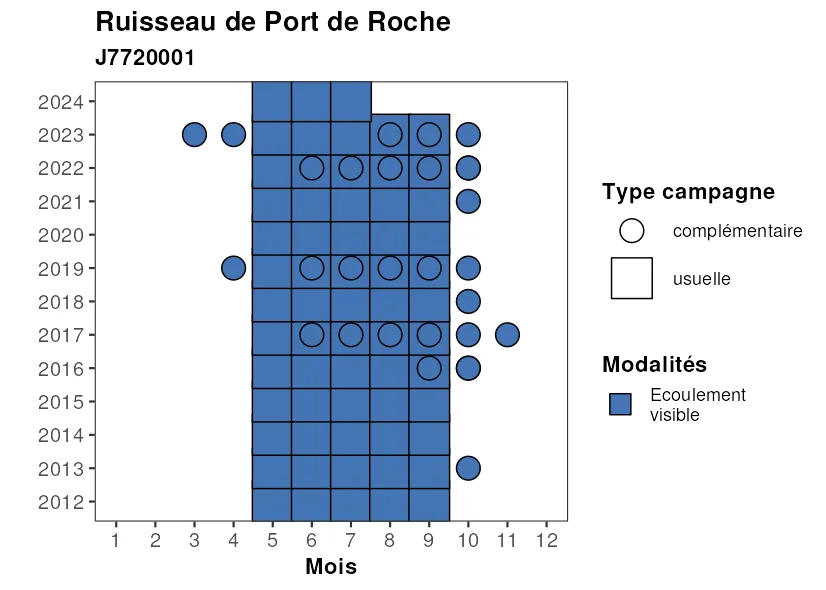 Ruisseau de Port de Roche
J7720001
2024
2023
2022
2021
2020
2019
2018
2017
2016
2015
2014
2013
2012
1 2 3 4 5 6 7 8 9 10 11 12
Mois
Type campagne
complémentaire
usuelle
Modalités
Ecoulement
visible